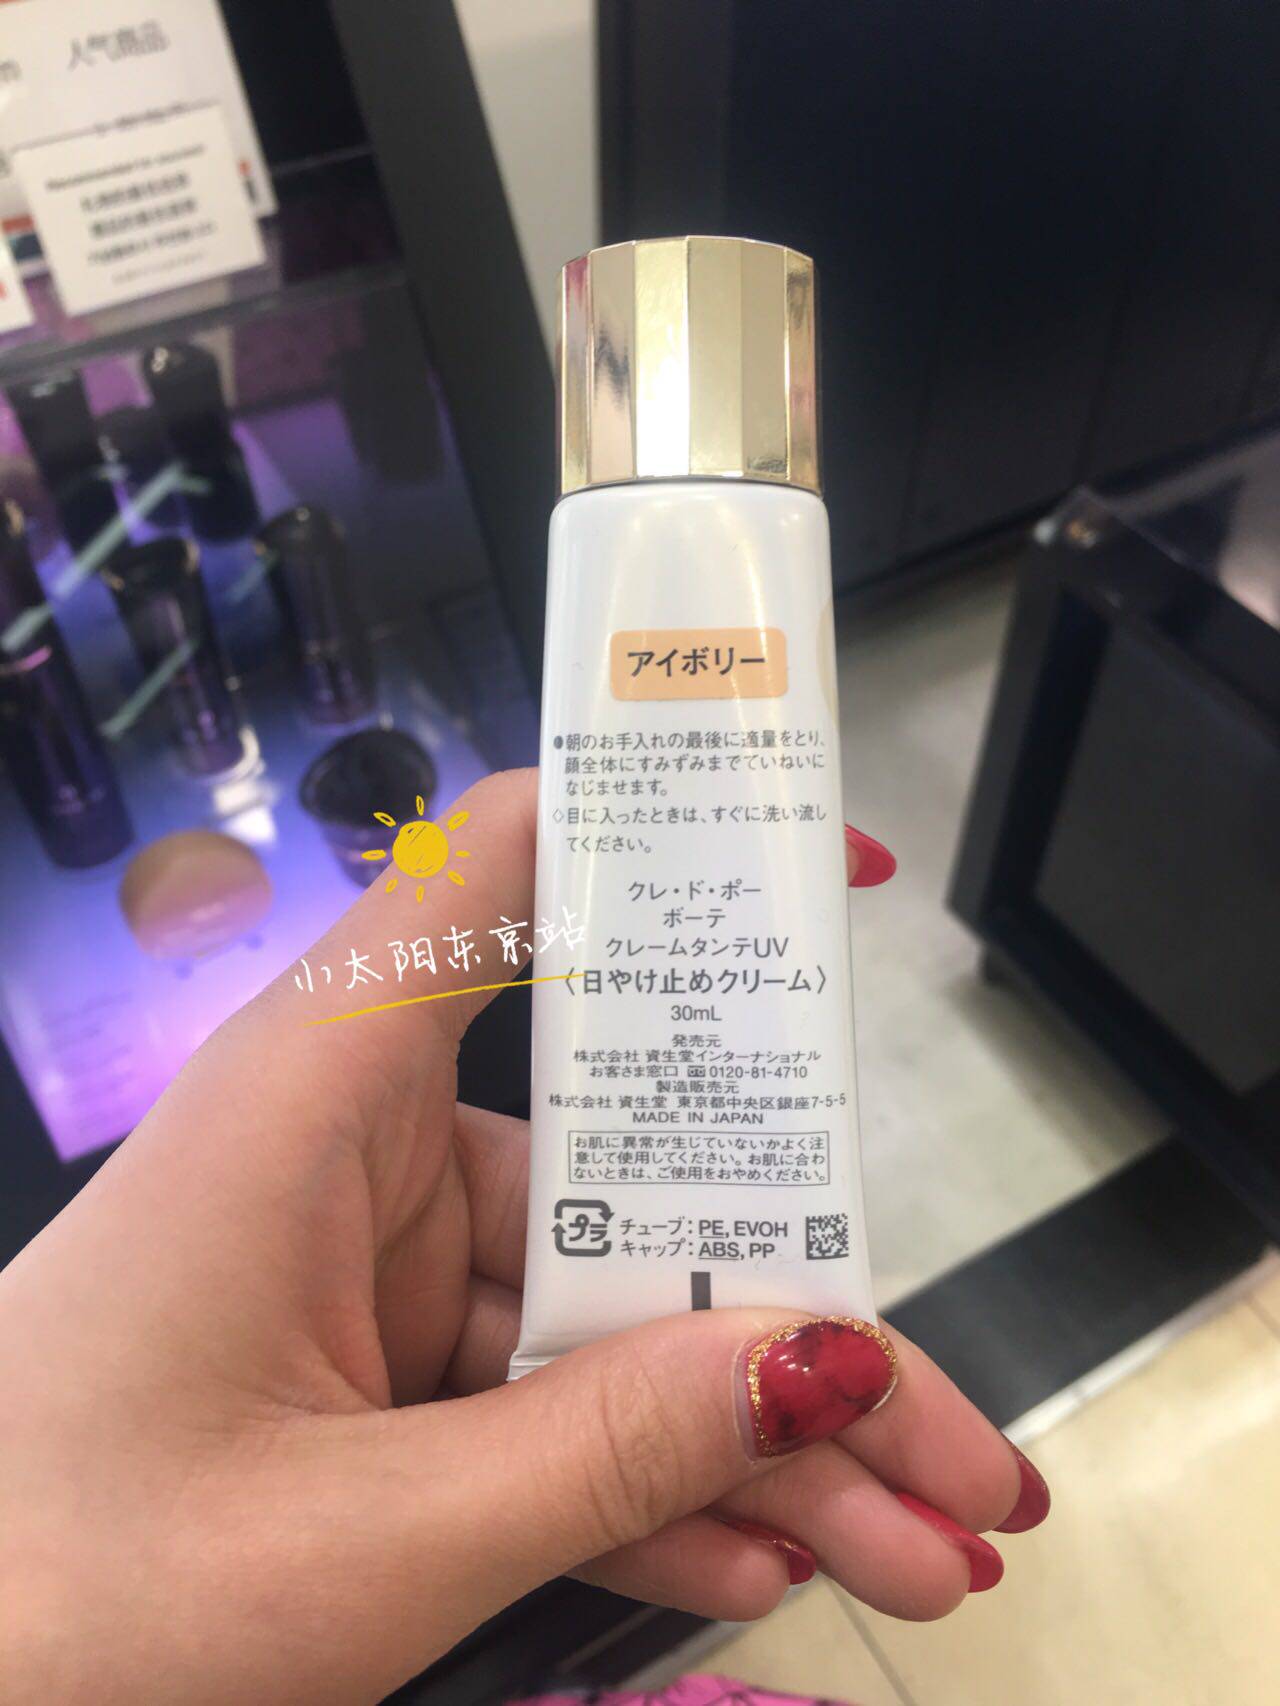 人气商品
アイボリー
●朝のお手入れの最後に適量をとり、
顔全体にすみずみまでていねいに
なじませます。
◇目に入ったときは、すぐに洗い流し
てください。
クレ・ド・ポー
ボーテ
クレームタンテUV
〈日やけ止めクリーム〉
30mL
発売元
株式会社 資生堂インターナショナル
お客さま窓口 0120-81-4710
製造販売元
株式会社 資生堂 東京都中央区銀座7-5-5
MADE IN JAPAN
お肌に異常が生じていないかよく注
意して使用してください。お肌に合わ
ないときは、ご使用をおやめください。
プラ
チューブ：PE, EVOH
キャップ：ABS, PP
小太阳东京站